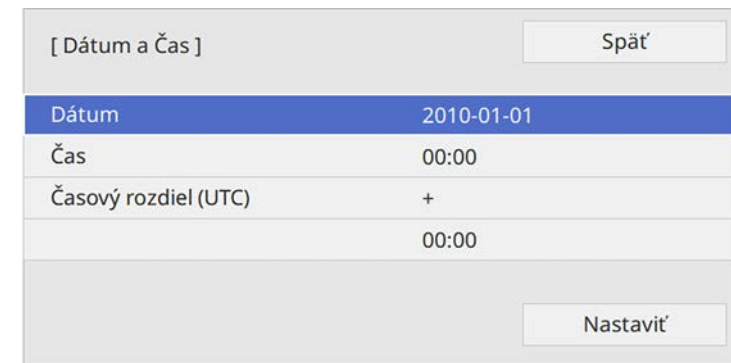 [ Dátum a Čas ]
Späť
Dátum 2010-01-01
Čas 00:00
Časový rozdiel (UTC) +
00:00
Nastaviť